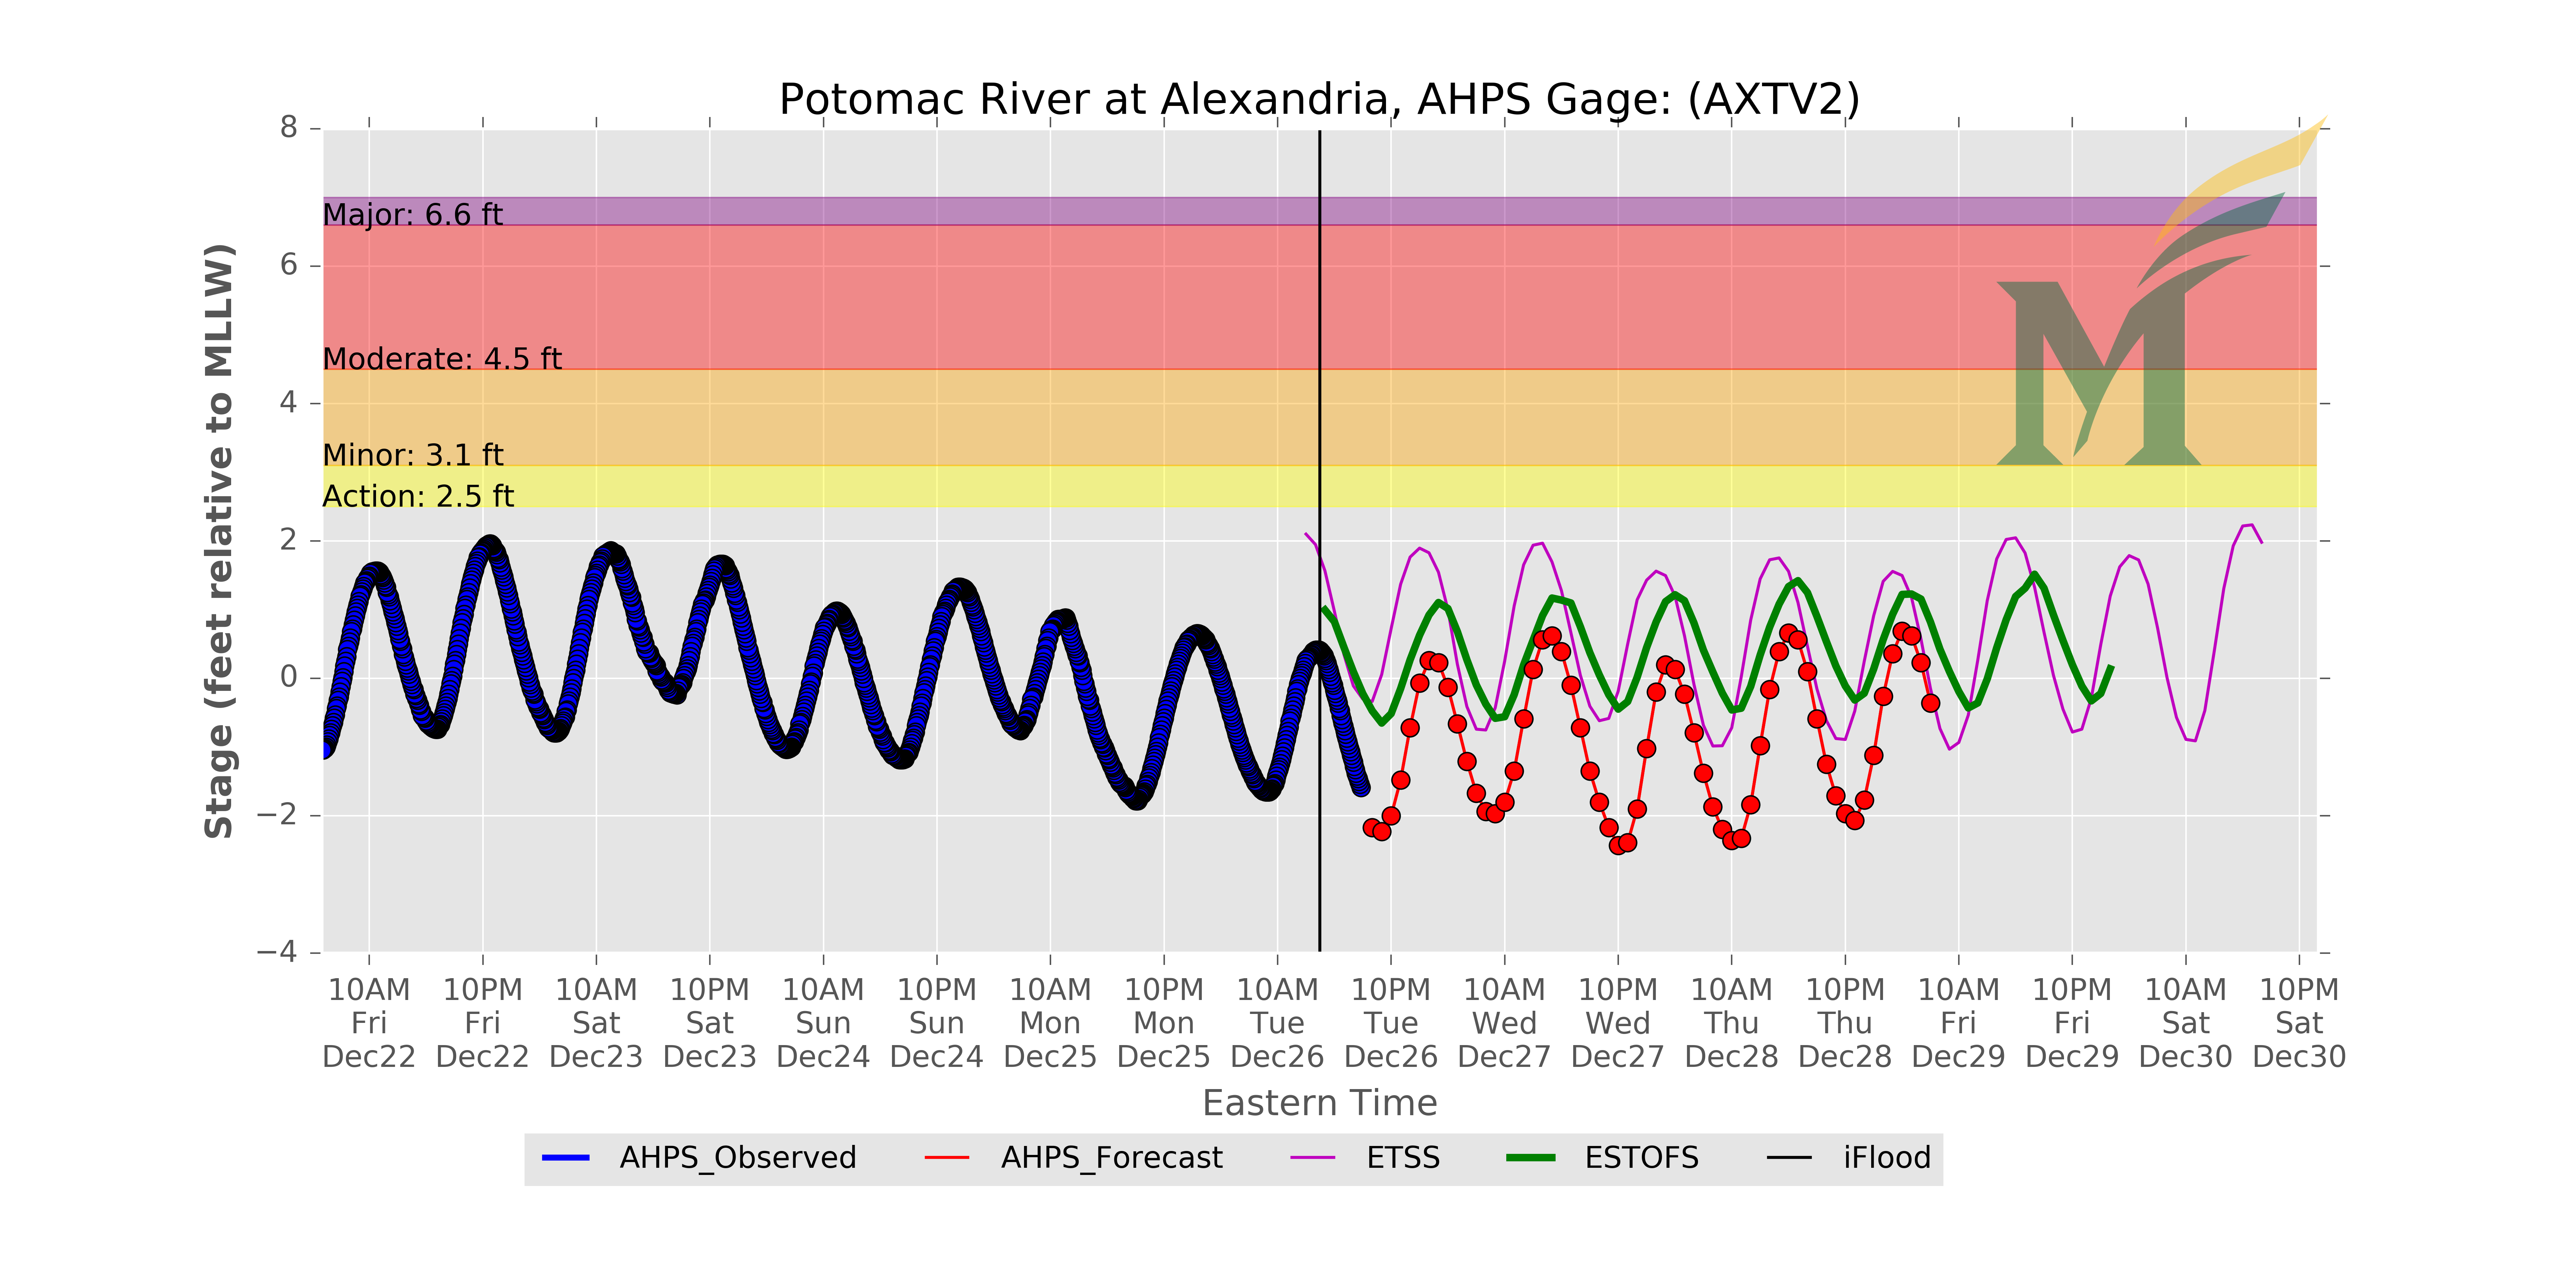 Potomac River at Alexandria, AHPS Gage: (AXTV2)
Stage (feet relative to MLLW)
8
6
4
2
0
−2
−4
Major: 6.6 ft
Moderate: 4.5 ft
Minor: 3.1 ft
Action: 2.5 ft
M
10AM 10PM 10AM 10PM 10AM 10PM 10AM 10PM 10AM 10PM 10AM 10PM 10AM 10PM 10AM 10PM 10AM 10PM
Fri Fri Sat Sat Sun Sun Mon Mon Tue Tue Wed Wed Thu Thu Fri Fri Sat Sat
Dec22 Dec22 Dec23 Dec23 Dec24 Dec24 Dec25 Dec25 Dec26 Dec26 Dec27 Dec27 Dec28 Dec28 Dec29 Dec29 Dec30 Dec30
Eastern Time
AHPS_Observed AHPS_Forecast ETSS ESTOFS iFlood